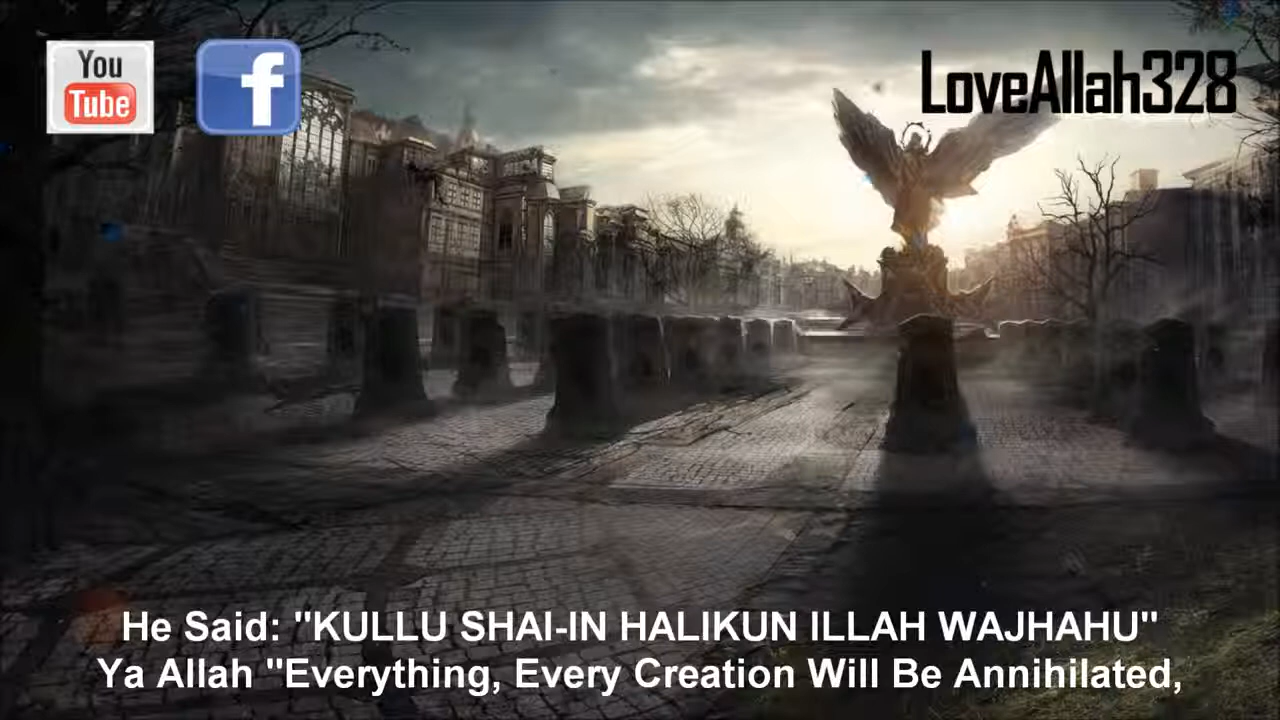 You
Tube
f
LoveAllah328
He Said: "KULLU SHAI-IN HALIKUN ILLAH WAJHAHU"
Ya Allah "Everything, Every Creation Will Be Annihilated,